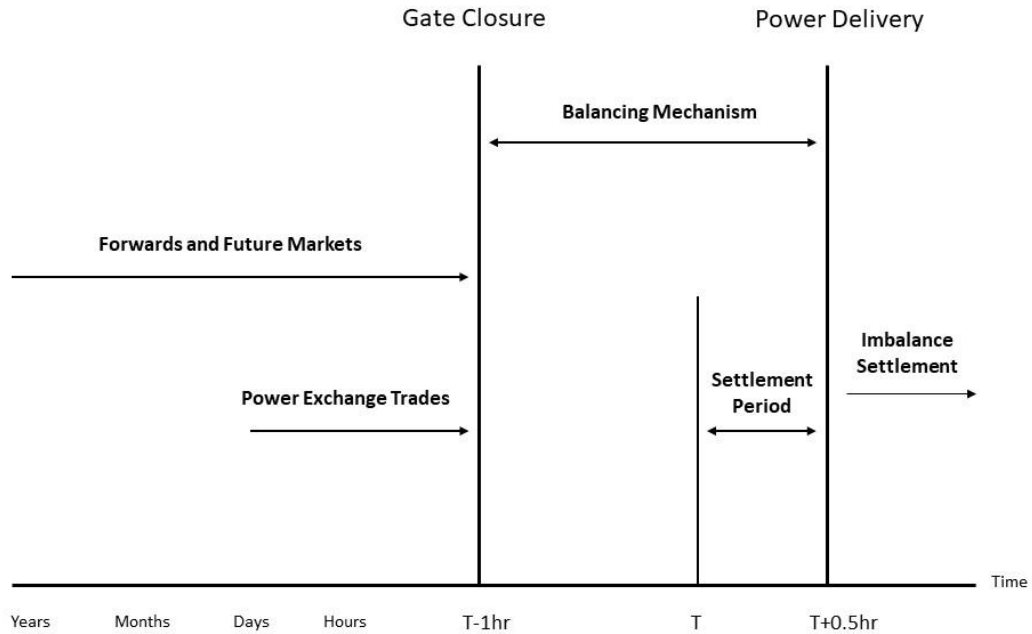 Gate Closure
Power Delivery
Balancing Mechanism
Forwards and Future Markets
Imbalance
Settlement
Power Exchange Trades
Settlement
Period
Time
Years
Months
Days
Hours
T-1hr
T
T+0.5hr